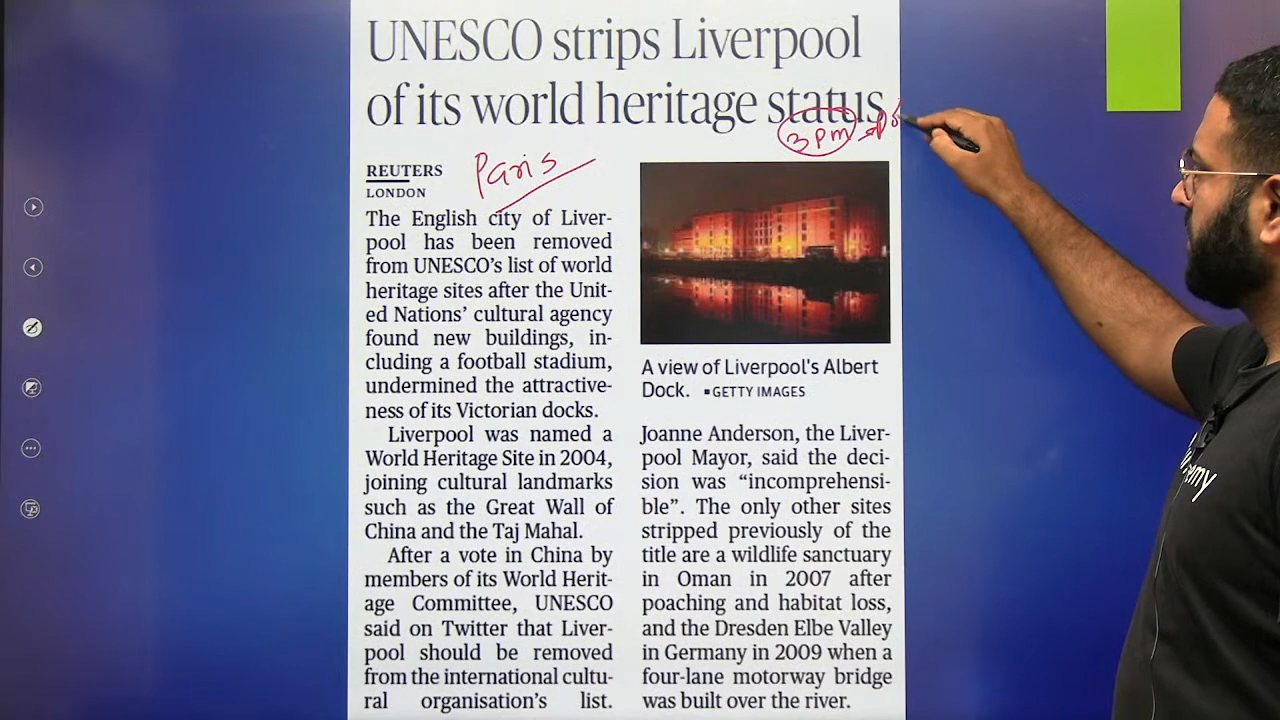 UNESCO strips Liverpool
of its world heritage status
3 pm
Paris
REUTERS
LONDON
The English city of Liver-
pool has been removed
from UNESCO's list of world
heritage sites after the Unit-
ed Nations' cultural agency
found new buildings, in-
cluding a football stadium,
undermined the attractive-
ness of its Victorian docks.
Liverpool was named a
World Heritage Site in 2004,
joining cultural landmarks
such as the Great Wall of
China and the Taj Mahal.
After a vote in China by
members of its World Herit-
age Committee, UNESCO
said on Twitter that Liver-
pool should be removed
from the international cultu-
ral organisation's list.
A view of Liverpool's Albert
Dock. ▪GETTY IMAGES
Joanne Anderson, the Liver-
pool Mayor, said the deci-
sion was “incomprehensi-
ble”. The only other sites
stripped previously of the
title are a wildlife sanctuary
in Oman in 2007 after
poaching and habitat loss,
and the Dresden Elbe Valley
in Germany in 2009 when a
four-lane motorway bridge
was built over the river.